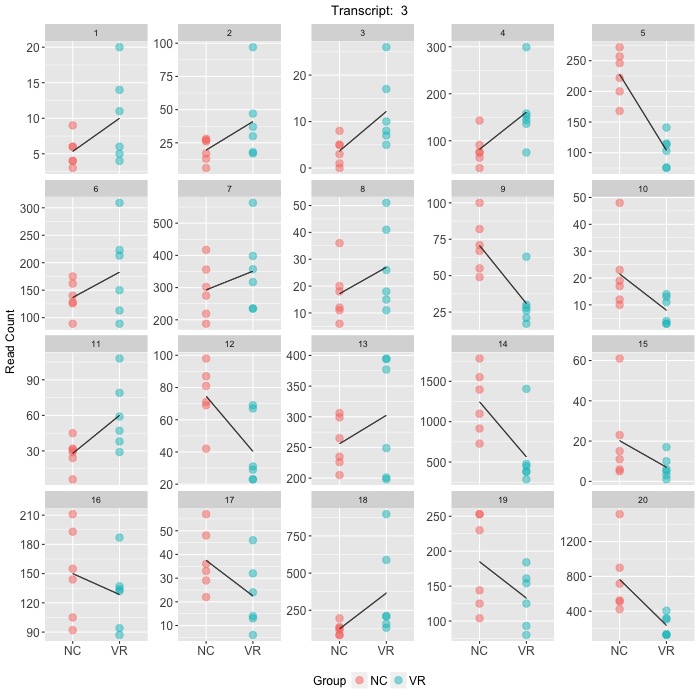 Transcript: 3
1 2 3 4 5
20 15 10 5
100 75 50 25
20 10 0
300 200 100
250 200 150 100
6 7 8 9 10
300 250 200 150 100
500 400 300 200
50 40 30 20 10
100 75 50 25
50 40 30 20 10
Read Count
11 12 13 14 15
90 60 30
100 80 60 40 20
400 350 300 250 200
1500 1000 500
60 40 20 0
16 17 18 19 20
210 180 150 120 90
50 40 30 20 10
750 500 250
250 200 150 100
1200 800 400
NC VR NC VR NC VR NC VR NC VR
Group NC VR